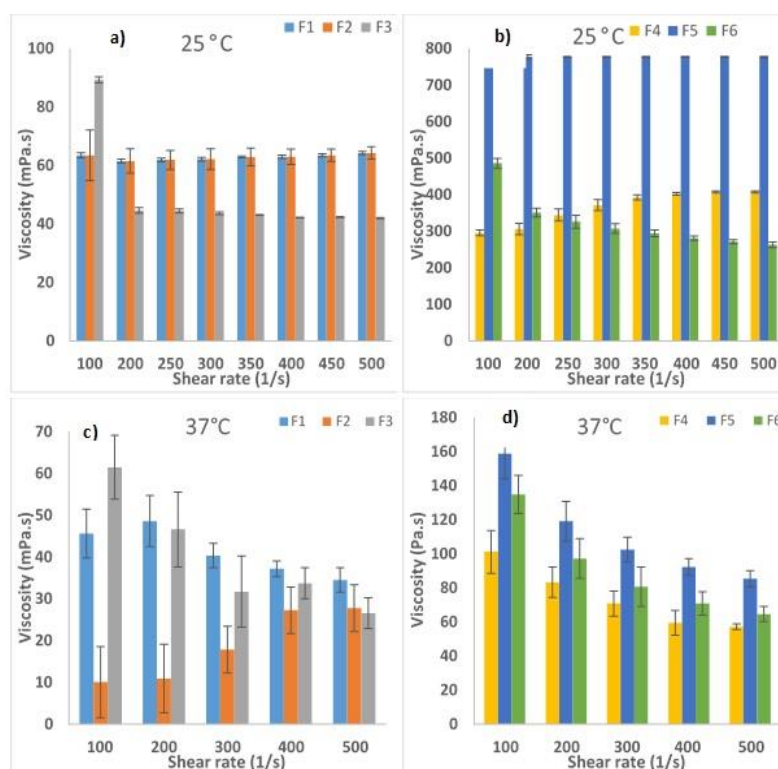 a)
25 °C
F1 F2 F3
100
80
60
40
20
0
Viscosity (mPa.s)
100 200 250 300 350 400 450 500
Shear rate (1/s)
b)
25 °C
F4 F5 F6
800
700
600
500
400
300
200
100
0
Viscosity (mPa.s)
100 200 250 300 350 400 450 500
Shear rate (1/s)
c)
37°C
F1 F2 F3
70
60
50
40
30
20
10
0
Viscosity (mPa.s)
100 200 300 400 500
Shear rate (1/s)
d)
37°C
F4 F5 F6
180
160
140
120
100
80
60
40
20
0
Viscosity (Pa.s)
100 200 300 400 500
Shear rate (1/s)